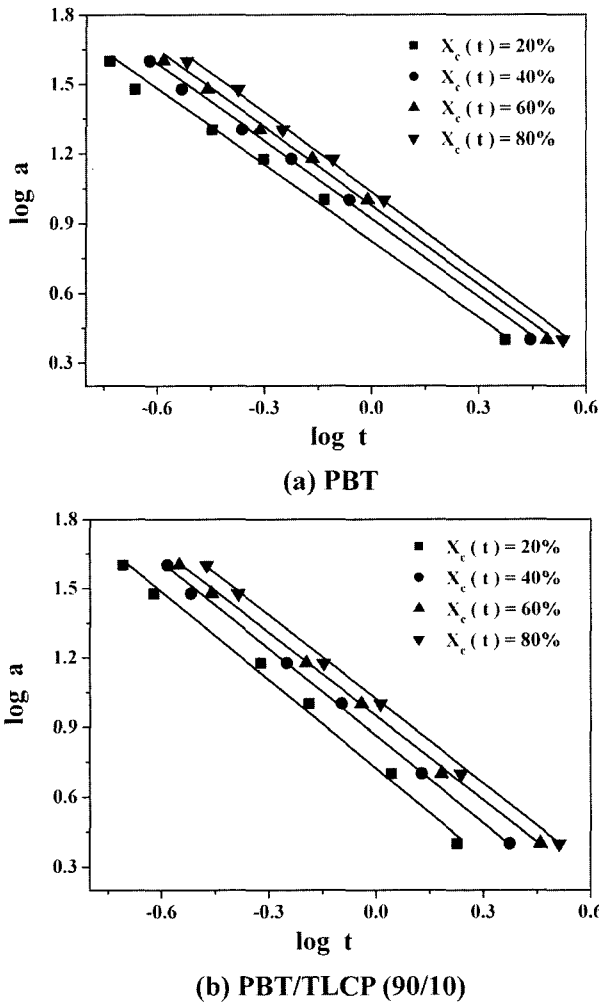 1.8
1.5
1.2
0.9
0.6
0.3
log a
X_c ( t ) = 20%
X_c ( t ) = 40%
X_c ( t ) = 60%
X_c ( t ) = 80%
-0.6 -0.3 0.0 0.3 0.6
log t
(a) PBT
1.8
1.5
1.2
0.9
0.6
0.3
log a
X_c ( t ) = 20%
X_c ( t ) = 40%
X_c ( t ) = 60%
X_c ( t ) = 80%
-0.6 -0.3 0.0 0.3 0.6
log t
(b) PBT/TLCP (90/10)